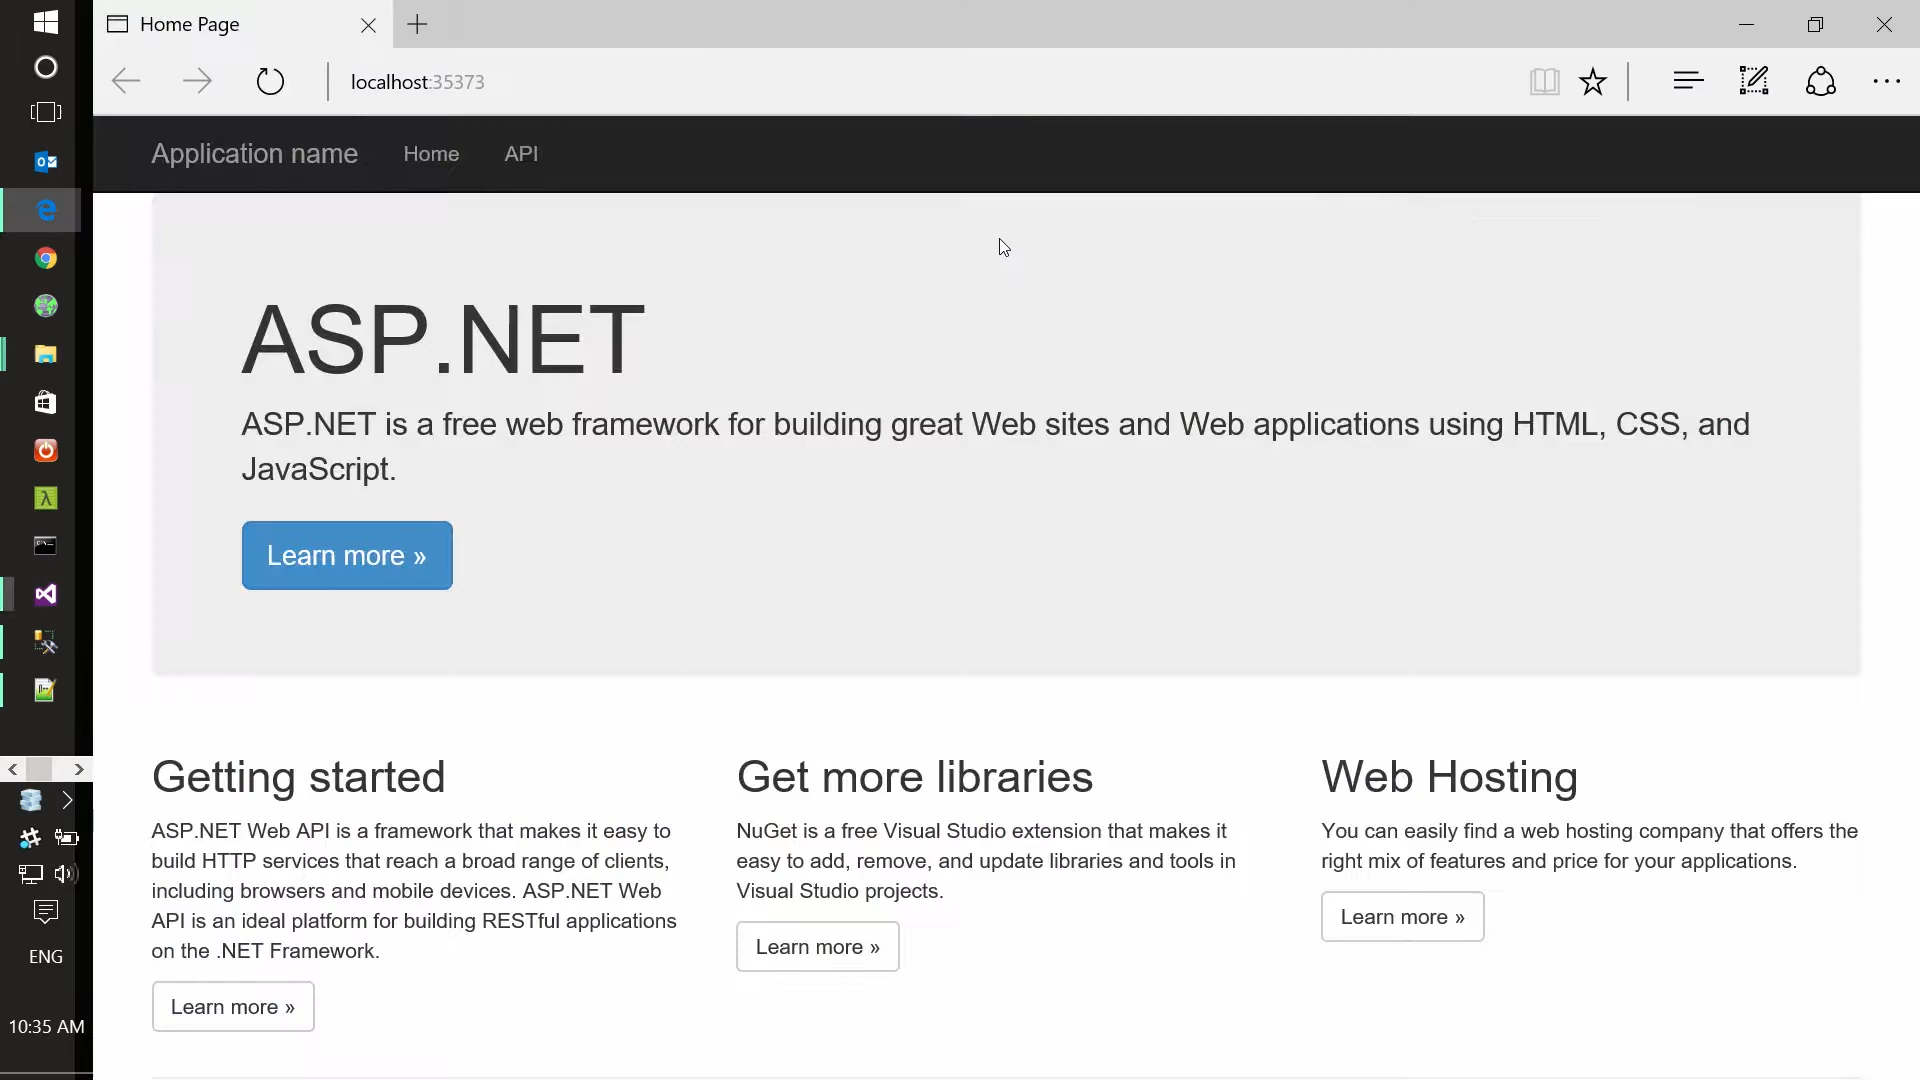 Home Page
localhost:35373
Application name
Home
API
ASP.NET
ASP.NET is a free web framework for building great Web sites and Web applications using HTML, CSS, and
JavaScript.
Learn more »
Getting started
ASP.NET Web API is a framework that makes it easy to
build HTTP services that reach a broad range of clients,
including browsers and mobile devices. ASP.NET Web
API is an ideal platform for building RESTful applications
on the .NET Framework.
Learn more »
Get more libraries
NuGet is a free Visual Studio extension that makes it
easy to add, remove, and update libraries and tools in
Visual Studio projects.
Learn more »
Web Hosting
You can easily find a web hosting company that offers the
right mix of features and price for your applications.
Learn more »
ENG
10:35 AM